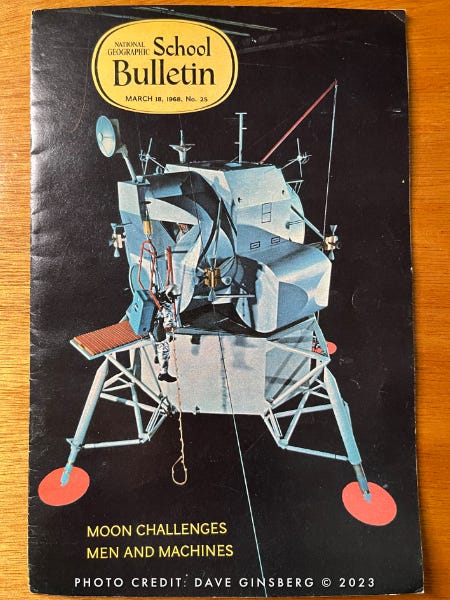 NATIONAL
GEOGRAPHIC School
Bulletin
MARCH 18, 1968, No. 25
MOON CHALLENGES
MEN AND MACHINES
PHOTO CREDIT: DAVE GINSBERG © 2023